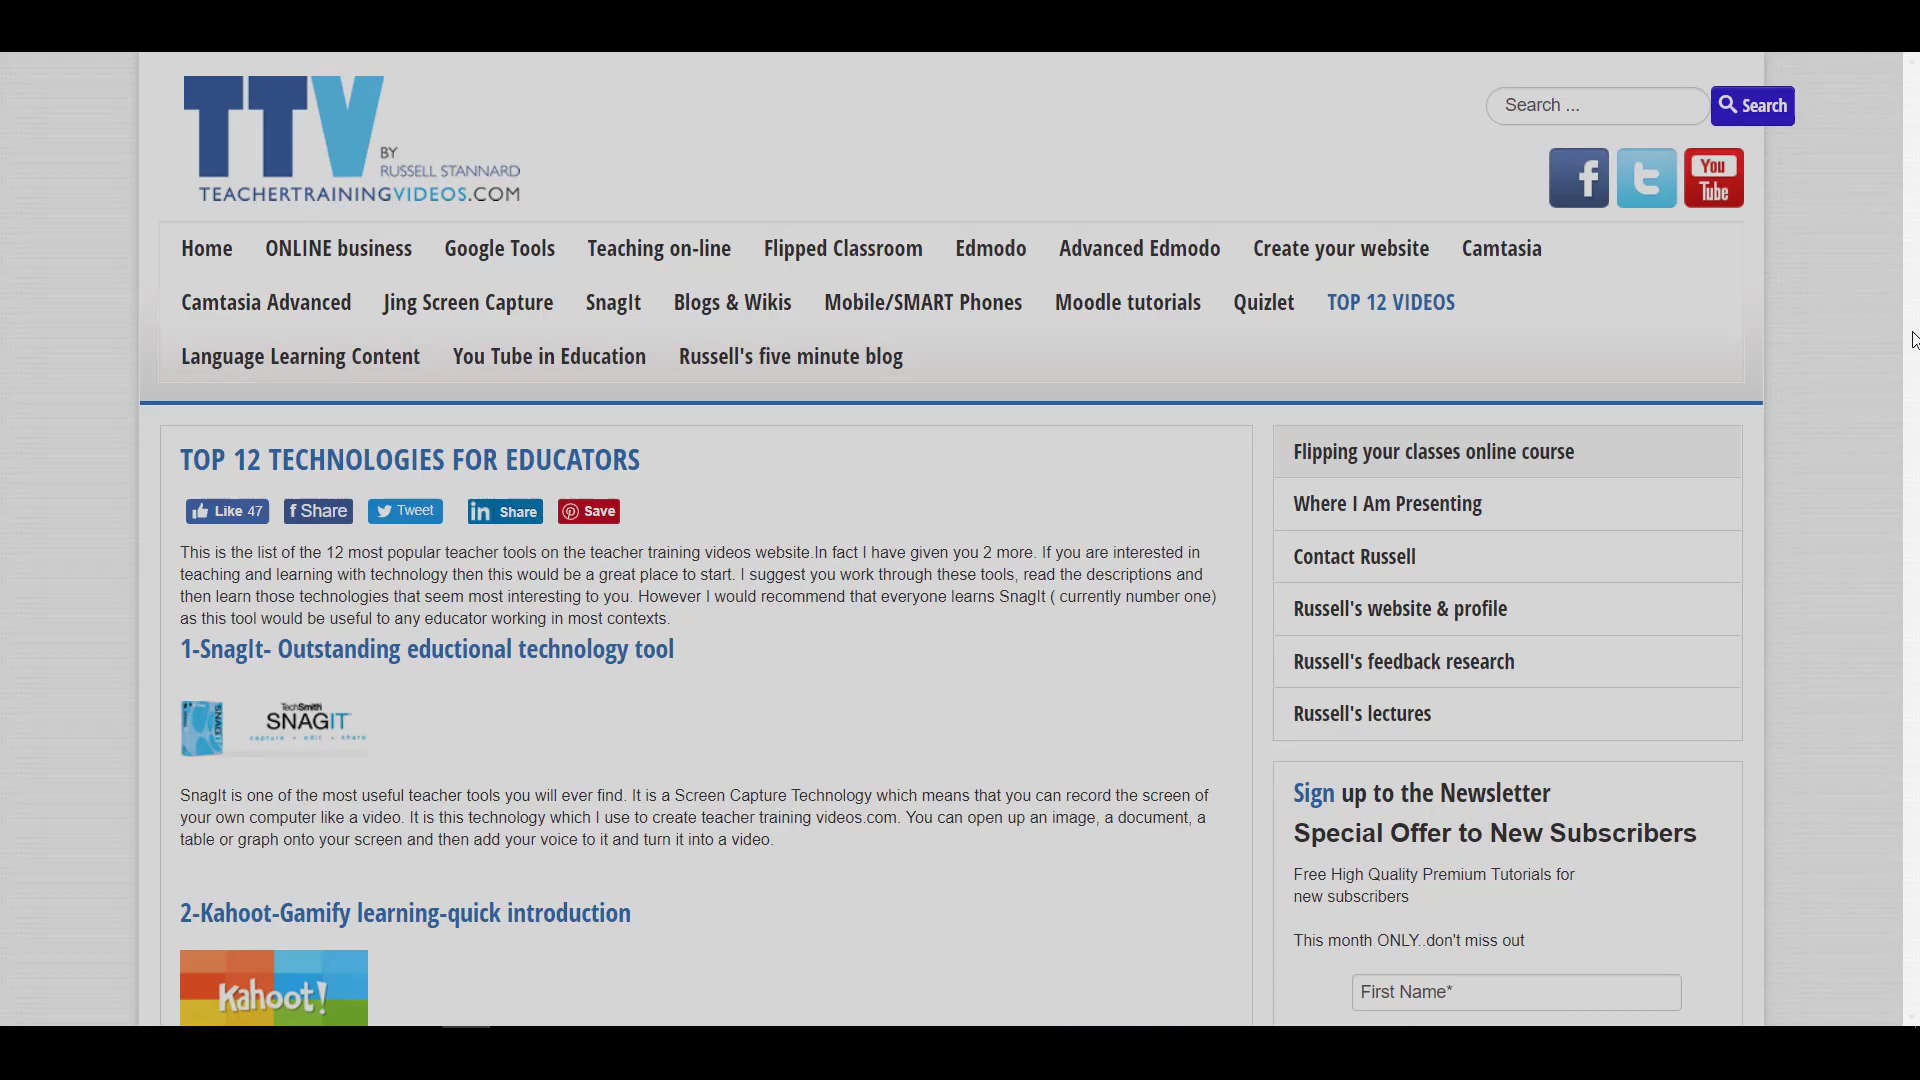 TTV
BY
RUSSELL STANNARD
TEACHERTRAININGVIDEOS.COM
Search ...
Search
f
t
You
Tube
Home ONLINE business Google Tools Teaching on-line Flipped Classroom Edmodo Advanced Edmodo Create your website Camtasia
Camtasia Advanced Jing Screen Capture SnagIt Blogs & Wikis Mobile/SMART Phones Moodle tutorials Quizlet TOP 12 VIDEOS
Language Learning Content You Tube in Education Russell's five minute blog
TOP 12 TECHNOLOGIES FOR EDUCATORS
Like 47 f Share Tweet in Share Save
This is the list of the 12 most popular teacher tools on the teacher training videos website.In fact I have given you 2 more. If you are interested in
teaching and learning with technology then this would be a great place to start. I suggest you work through these tools, read the descriptions and
then learn those technologies that seem most interesting to you. However I would recommend that everyone learns SnagIt ( currently number one)
as this tool would be useful to any educator working in most contexts.
1-SnagIt- Outstanding eductional technology tool
SNAGIT
TechSmith
SNAGIT
capture • edit • share
SnagIt is one of the most useful teacher tools you will ever find. It is a Screen Capture Technology which means that you can record the screen of
your own computer like a video. It is this technology which I use to create teacher training videos.com. You can open up an image, a document, a
table or graph onto your screen and then add your voice to it and turn it into a video.
2-Kahoot-Gamify learning-quick introduction
Kahoot!
Flipping your classes online course
Where I Am Presenting
Contact Russell
Russell's website & profile
Russell's feedback research
Russell's lectures
Sign up to the Newsletter
Special Offer to New Subscribers
Free High Quality Premium Tutorials for
new subscribers
This month ONLY..don't miss out
First Name*